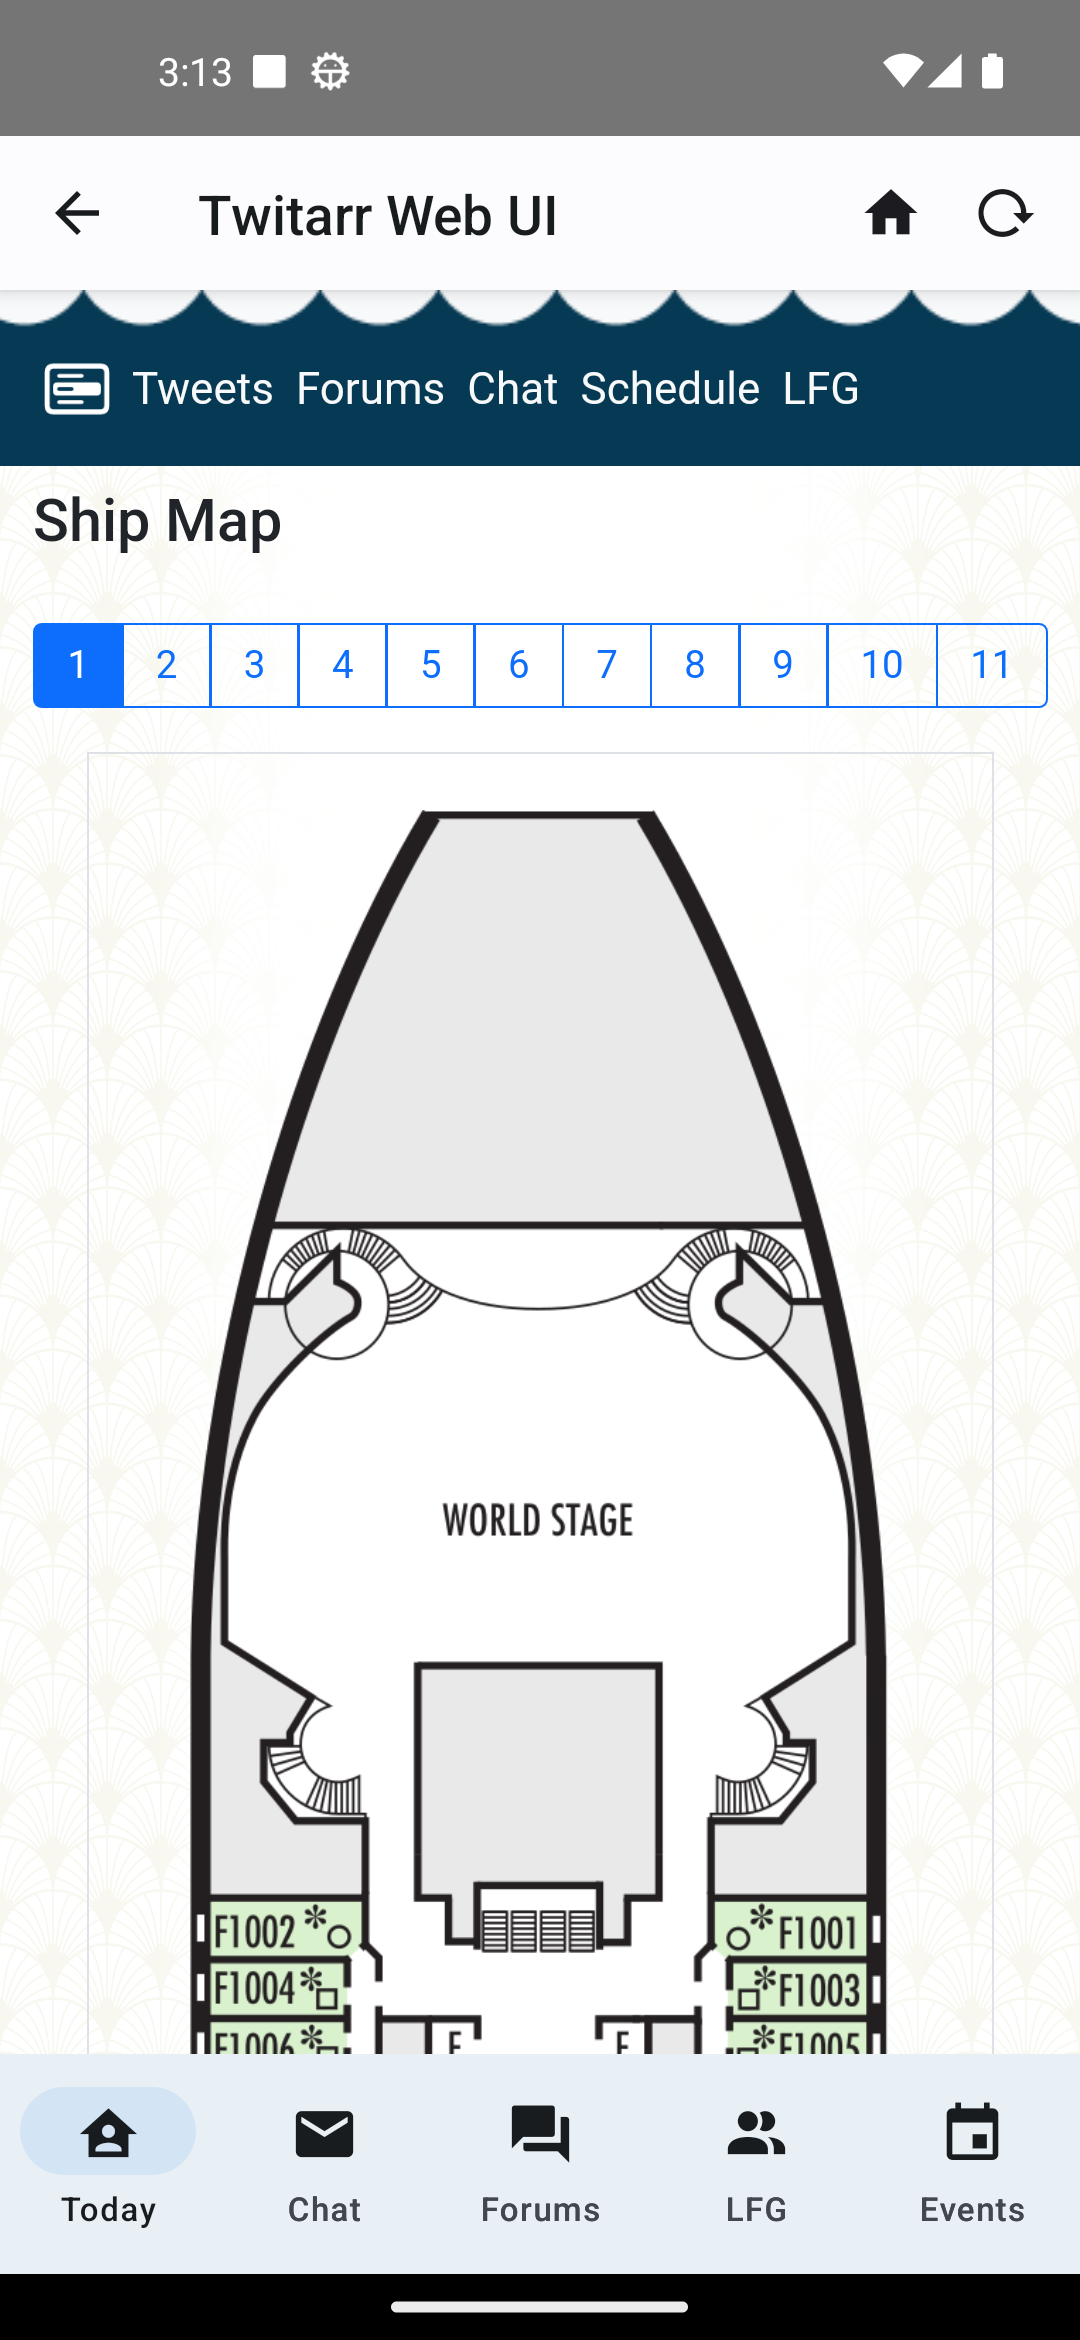 3:13
Twitarr Web UI
Tweets Forums Chat Schedule LFG
Ship Map
1 2 3 4 5 6 7 8 9 10 11
WORLD STAGE
F1002 F1001
F1004 F1003
F1006 E E F1005
Today Chat Forums LFG Events